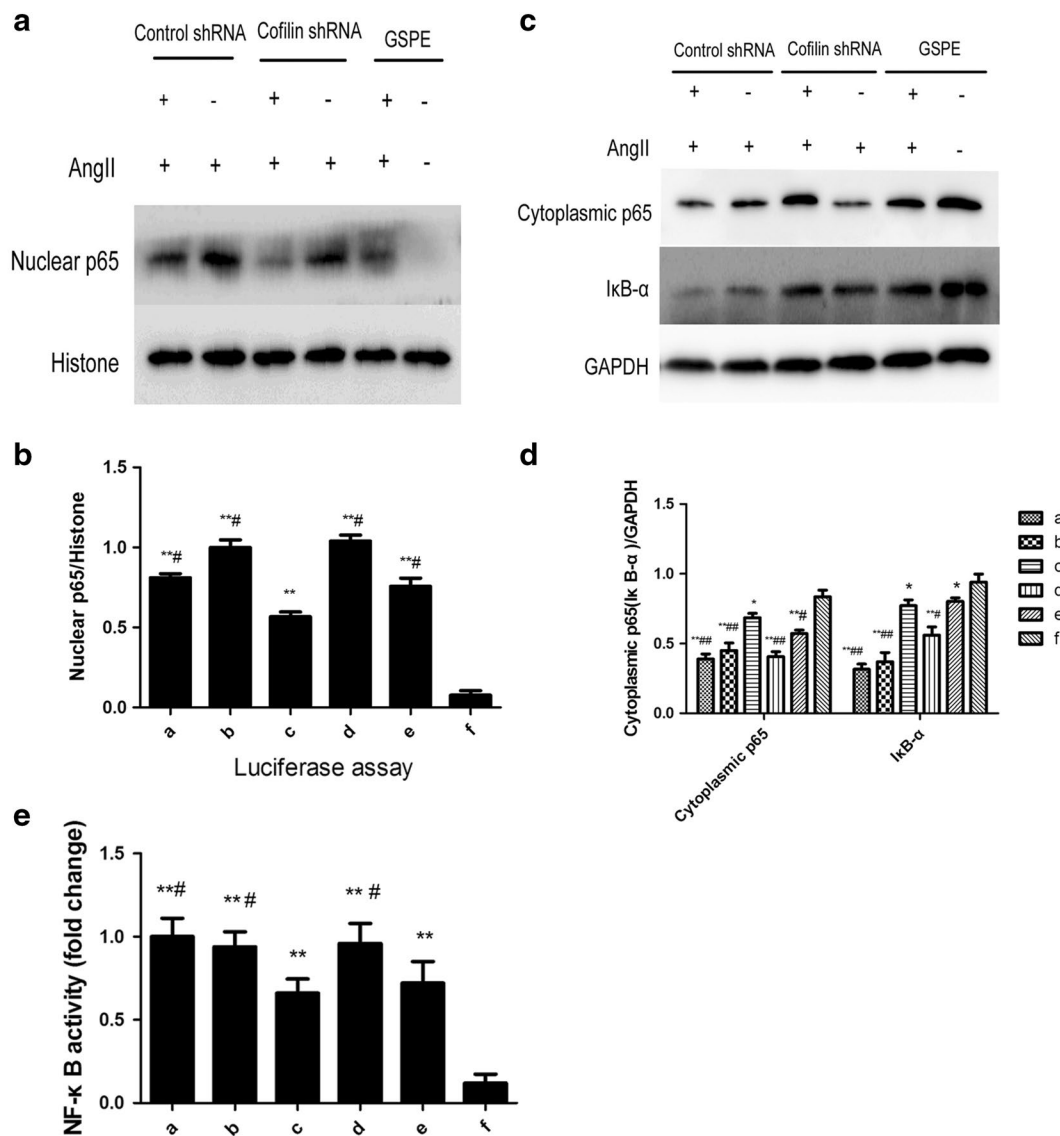 a
Control shRNA Cofilin shRNA GSPE
+ - + - + -
AngII + + + + + -
Nuclear p65
Histone
b
Nuclear p65/Histone
1.5
1.0
0.5
0.0
**# **# ** **# **#
a b c d e f
Luciferase assay
c
Control shRNA Cofilin shRNA GSPE
+ - + - + -
AngII + + + + + -
Cytoplasmic p65
IκB-α
GAPDH
d
Cytoplasmic p65(Iκ B-α )/GAPDH
1.5
1.0
0.5
0.0
**## **## * **## **#
**## **## * **# *
Cytoplasmic p65
IκB-α
a
b
c
e
f
e
NF-κ B activity (fold change)
1.5
1.0
0.5
0.0
**# ** # ** ** # **
a b c d e f